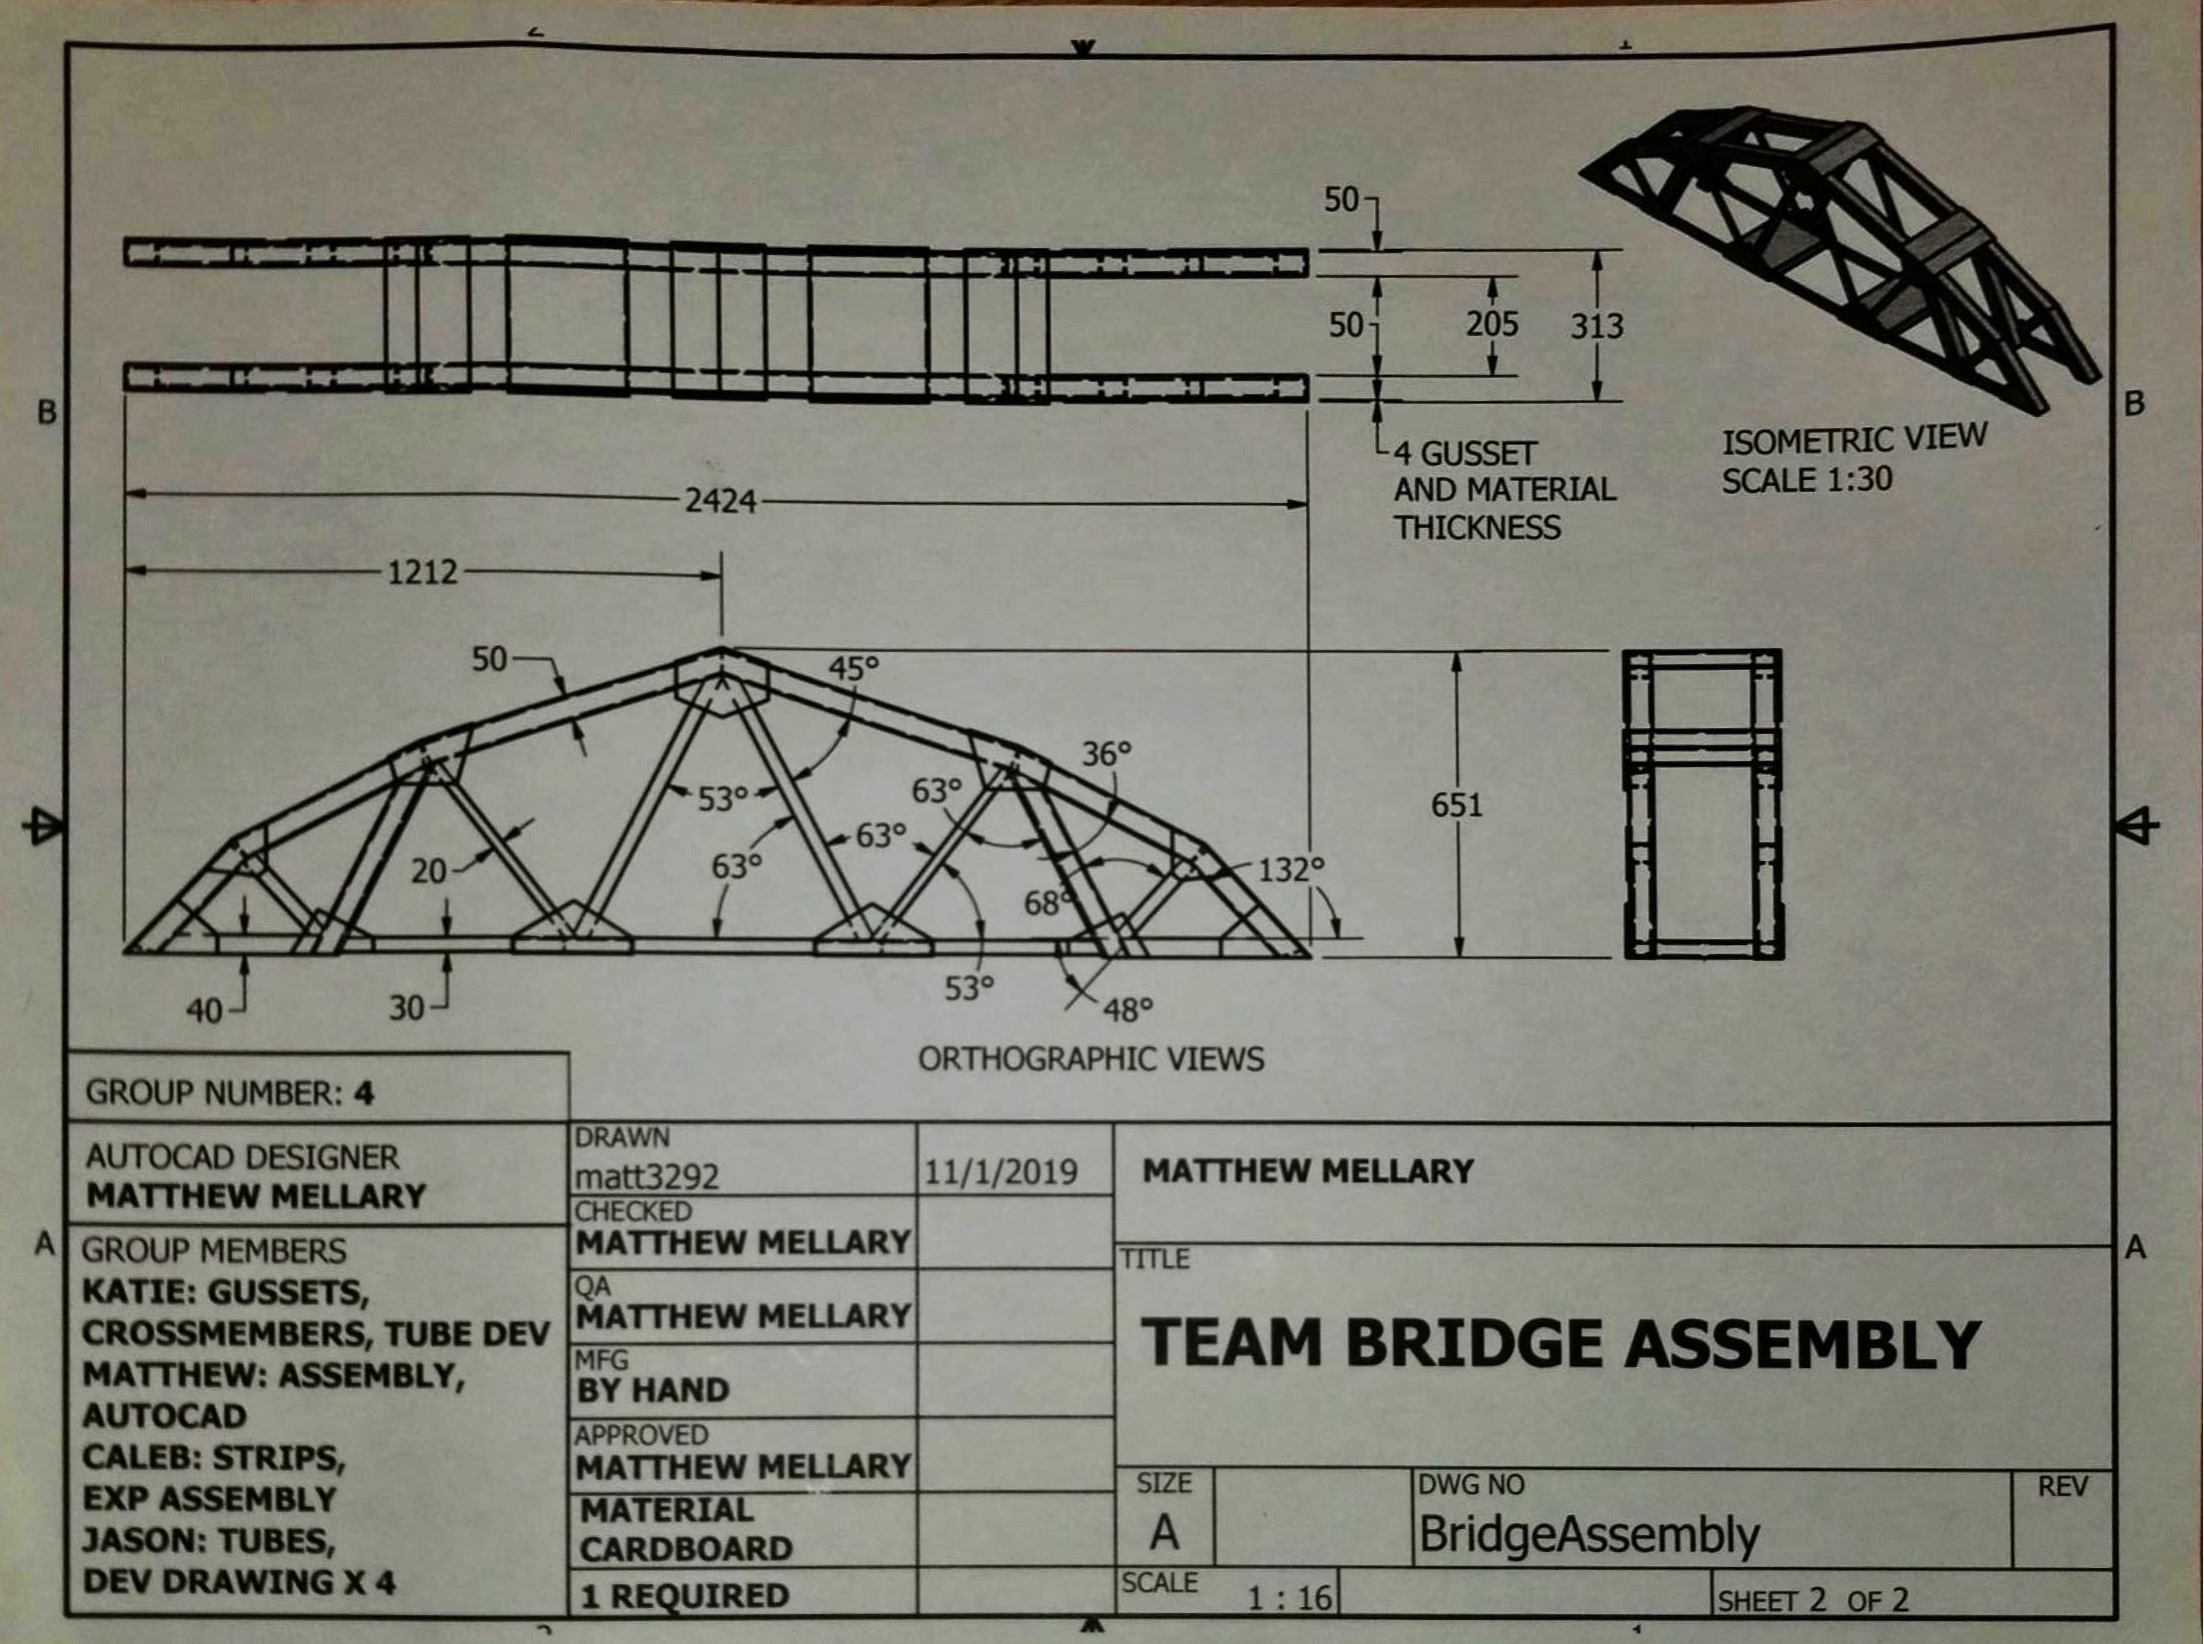 2
1
50
50
205
313
4 GUSSET
AND MATERIAL
THICKNESS
ISOMETRIC VIEW
SCALE 1:30
B
B
2424
1212
50
45°
36°
53°
63°
63°
63°
20
68°
132°
651
40
30
53°
48°
ORTHOGRAPHIC VIEWS
GROUP NUMBER: 4
AUTOCAD DESIGNER
MATTHEW MELLARY
GROUP MEMBERS
KATIE: GUSSETS,
CROSSMEMBERS, TUBE DEV
MATTHEW: ASSEMBLY,
AUTOCAD
CALEB: STRIPS,
EXP ASSEMBLY
JASON: TUBES,
DEV DRAWING X 4
DRAWN
matt3292
11/1/2019
CHECKED
MATTHEW MELLARY
QA
MATTHEW MELLARY
MFG
BY HAND
APPROVED
MATTHEW MELLARY
MATERIAL
CARDBOARD
1 REQUIRED
MATTHEW MELLARY
TITLE
TEAM BRIDGE ASSEMBLY
A
A
SIZE
A
DWG NO
BridgeAssembly
REV
SCALE
1 : 16
SHEET 2 OF 2